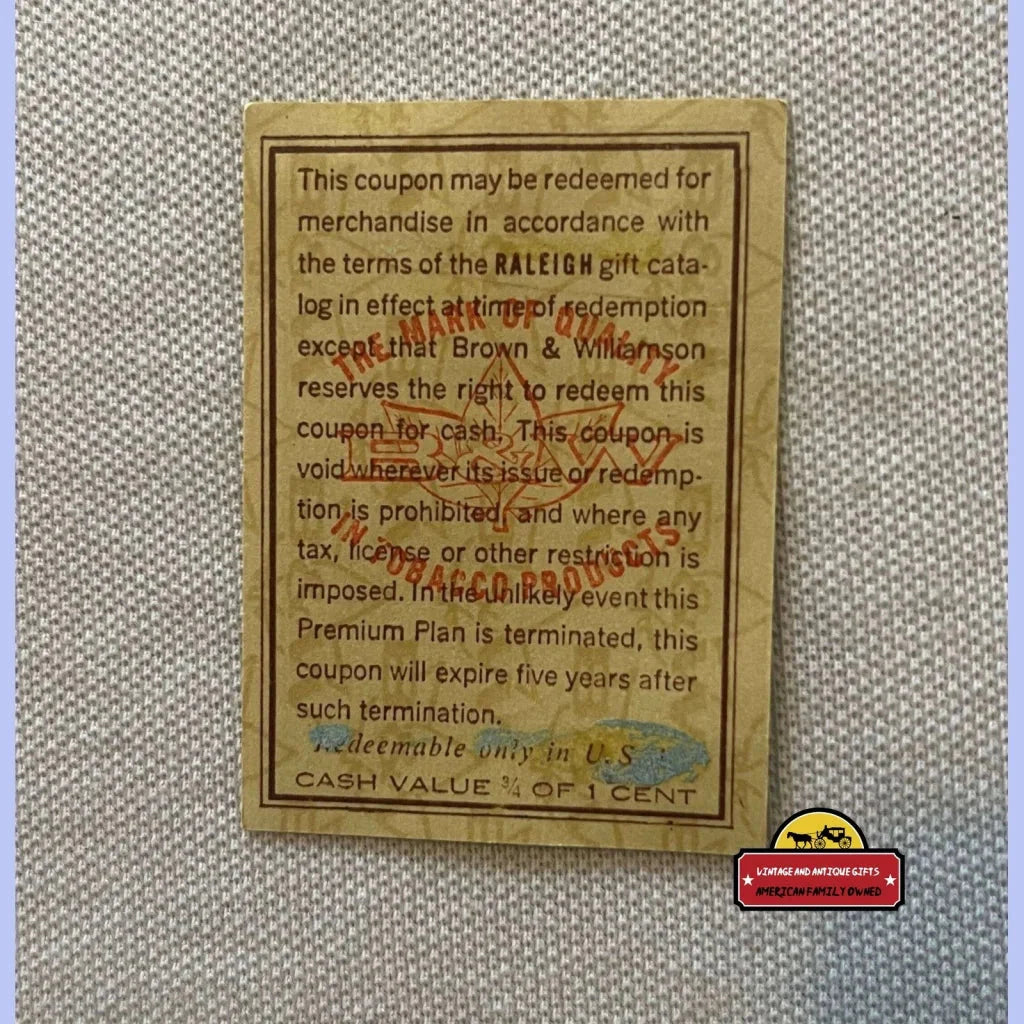 This coupon may be redeemed for
merchandise in accordance with
the terms of the RALEIGH gift cata-
log in effect at time of redemption
except that Brown & Williamson
reserves the right to redeem this
coupon for cash. This coupon is
void wherever its issue or redemp-
tion is prohibited, and where any
tax, license or other restriction is
imposed. In the unlikely event this
Premium Plan is terminated, this
coupon will expire five years after
such termination.
Redeemable only in U.S.
CASH VALUE ¾ OF 1 CENT
THE MARK OF QUALITY
B&W
IN TOBACCO PRODUCTS
VINTAGE AND ANTIQUE GIFTS
AMERICAN FAMILY OWNED